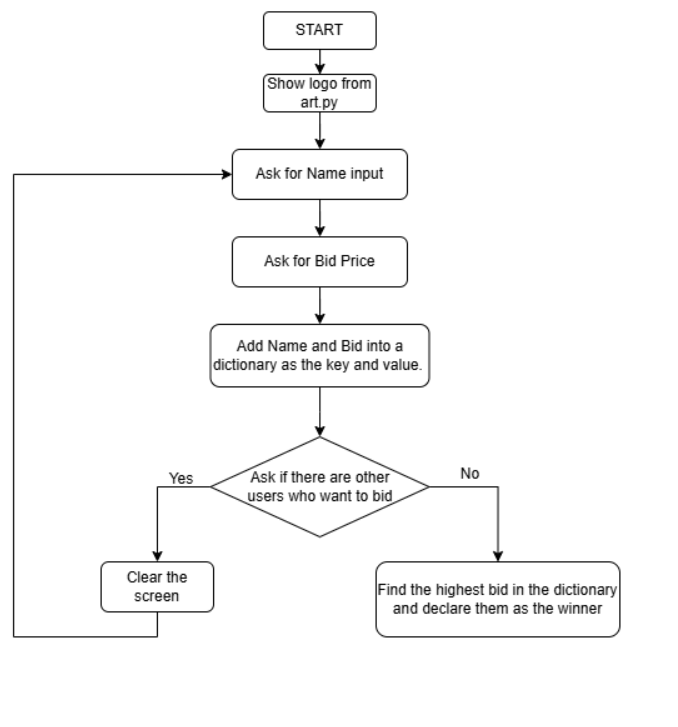 START
Show logo from
art.py
Ask for Name input
Ask for Bid Price
Add Name and Bid into a
dictionary as the key and value.
Ask if there are other
users who want to bid
Yes
No
Clear the
screen
Find the highest bid in the dictionary
and declare them as the winner